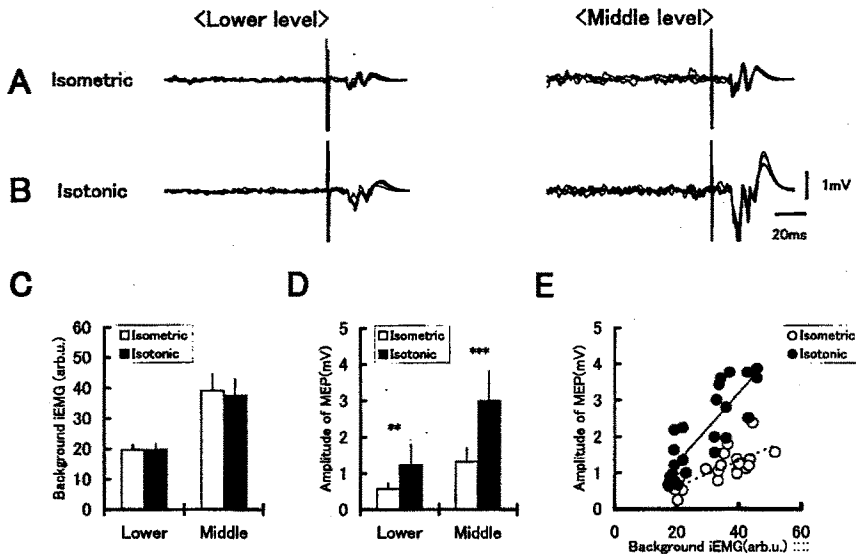 <Lower level>
<Middle level>
A
Isometric
B
Isotonic
1mV
20ms
C
D
E
Background iEMG (arb.u.)
60
50
40
30
20
10
0
Isometric
Isotonic
Lower
Middle
Amplitude of MEP(mV)
5
4
3
2
1
0
Isometric
Isotonic
**
***
Lower
Middle
Amplitude of MEP(mV)
5
4
3
2
1
0
Isometric
Isotonic
0
20
40
60
Background iEMG(arb.u.)